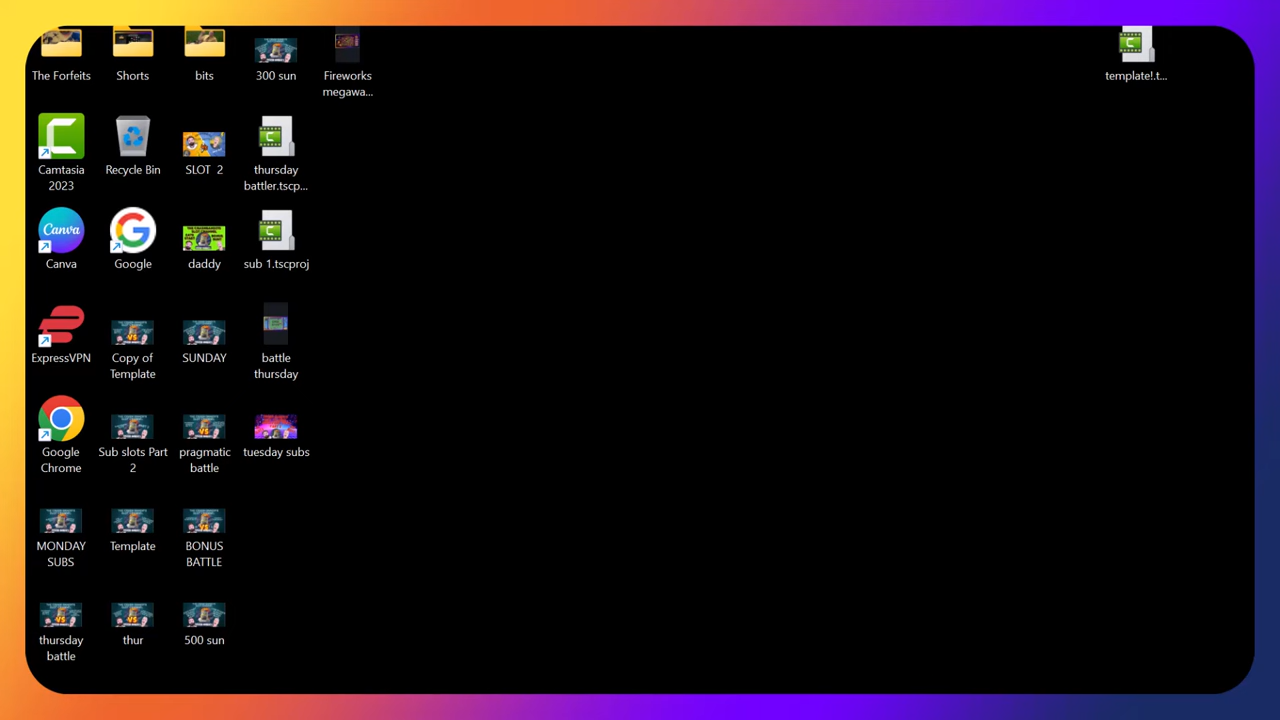 The Forfeits
Shorts
bits
300 sun
Fireworks
megawa...
template!.t...
Camtasia
2023
Recycle Bin
SLOT 2
thursday
battler.tscp...
Canva
Canva
Google
daddy
sub 1.tscproj
ExpressVPN
Copy of
Template
SUNDAY
battle
thursday
Google
Chrome
Sub slots Part
2
pragmatic
battle
tuesday subs
MONDAY
SUBS
Template
BONUS
BATTLE
thursday
battle
thur
500 sun